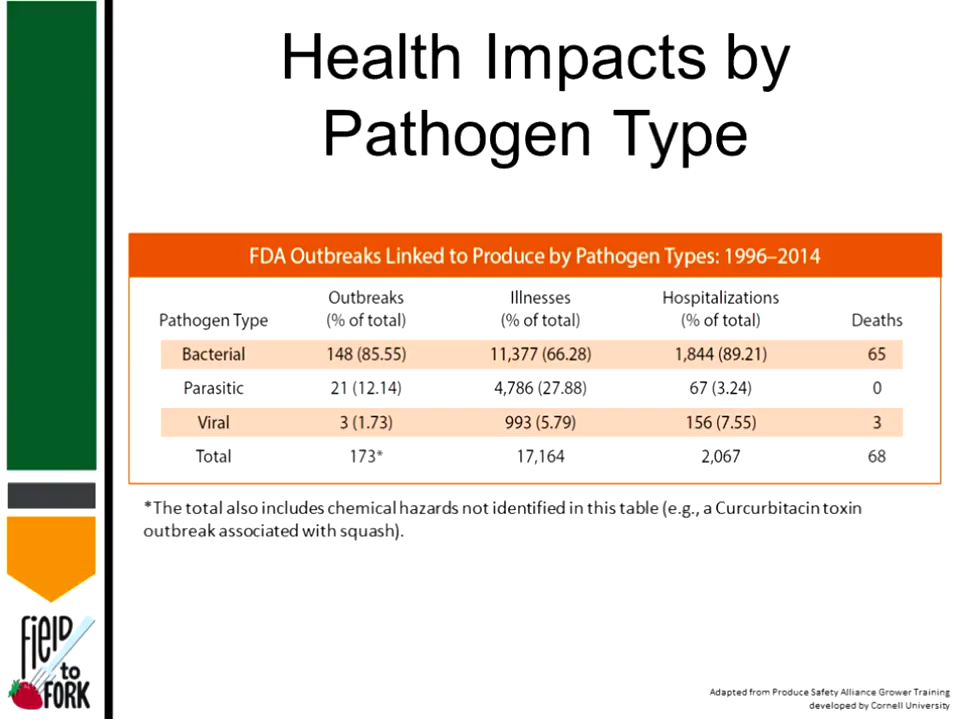 Health Impacts by
Pathogen Type
FDA Outbreaks Linked to Produce by Pathogen Types: 1996–2014
Pathogen Type Outbreaks (% of total) Illnesses (% of total) Hospitalizations (% of total) Deaths
Bacterial 148 (85.55) 11,377 (66.28) 1,844 (89.21) 65
Parasitic 21 (12.14) 4,786 (27.88) 67 (3.24) 0
Viral 3 (1.73) 993 (5.79) 156 (7.55) 3
Total 173* 17,164 2,067 68
*The total also includes chemical hazards not identified in this table (e.g., a Curcurbitacin toxin
outbreak associated with squash).
FielD
to
FORK
Adapted from Produce Safety Alliance Grower Training
developed by Cornell University